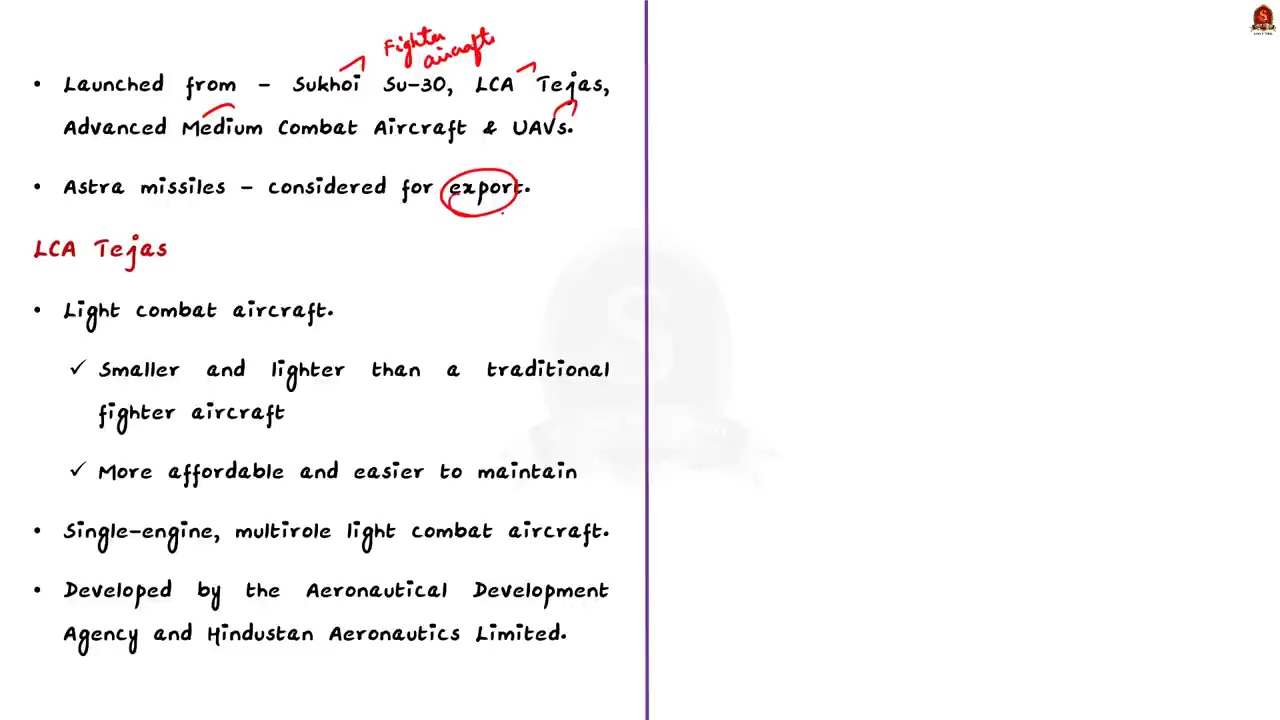 Fighter
aircraft
• Launched from - Sukhoi Su-30, LCA Tejas,
Advanced Medium Combat Aircraft & UAVs.
• Astra missiles - considered for export.
LCA Tejas
• Light combat aircraft.
✓ Smaller and lighter than a traditional
fighter aircraft
✓ More affordable and easier to maintain
• Single-engine, multirole light combat aircraft.
• Developed by the Aeronautical Development
Agency and Hindustan Aeronautics Limited.